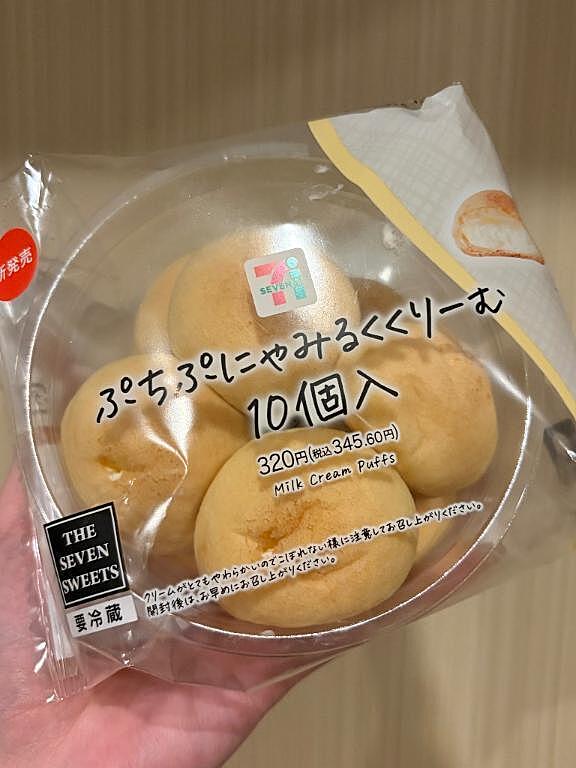 新発売
7
SEVEN
ぷちぷにゃみるくくりーむ
10個入
320円(税込345.60円)
Milk Cream Puffs
THE
SEVEN
SWEETS
要冷蔵
クリームがとてもやわらかいのでこぼれない様に注意してお召し上がりください。
開封後は、お早めにお召し上がりください。